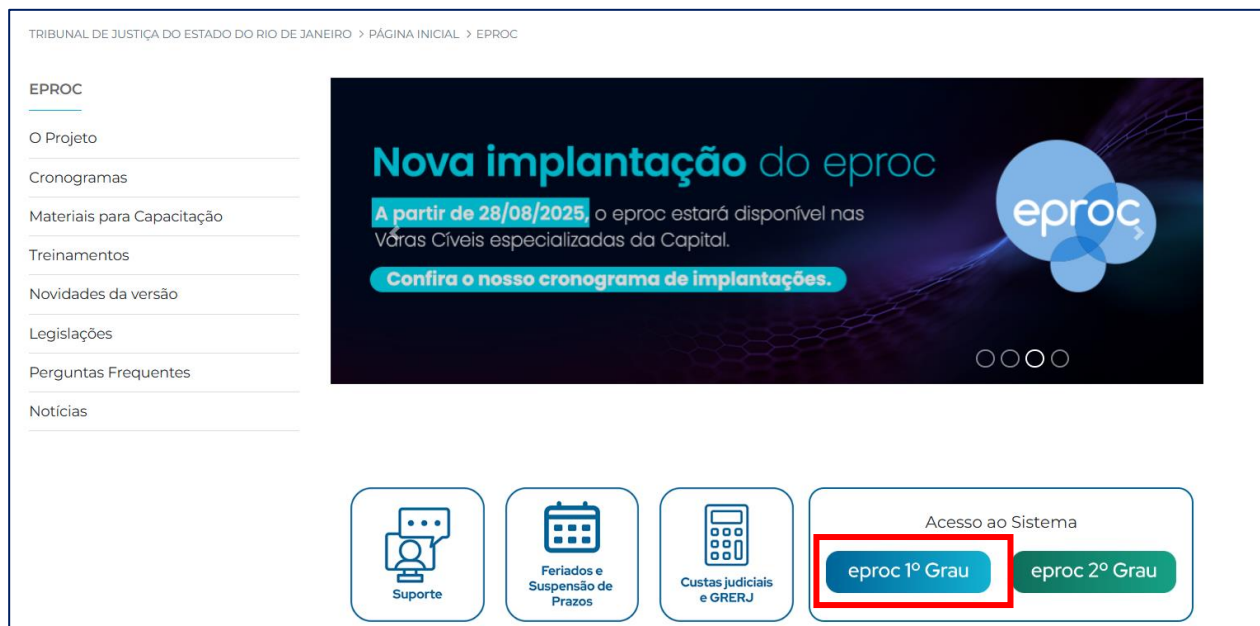 TRIBUNAL DE JUSTIÇA DO ESTADO DO RIO DE JANEIRO > PÁGINA INICIAL > EPROC
EPROC
O Projeto
Cronogramas
Materiais para Capacitação
Treinamentos
Novidades da versão
Legislações
Perguntas Frequentes
Notícias
Nova implantação do eproc
A partir de 28/08/2025, o eproc estará disponível nas
Varas Cíveis especializadas da Capital.
Confira o nosso cronograma de implantações.
eproc
Suporte
Feriados e
Suspensão de
Prazos
Custas judiciais
e GRERJ
Acesso ao Sistema
eproc 1º Grau
eproc 2º Grau